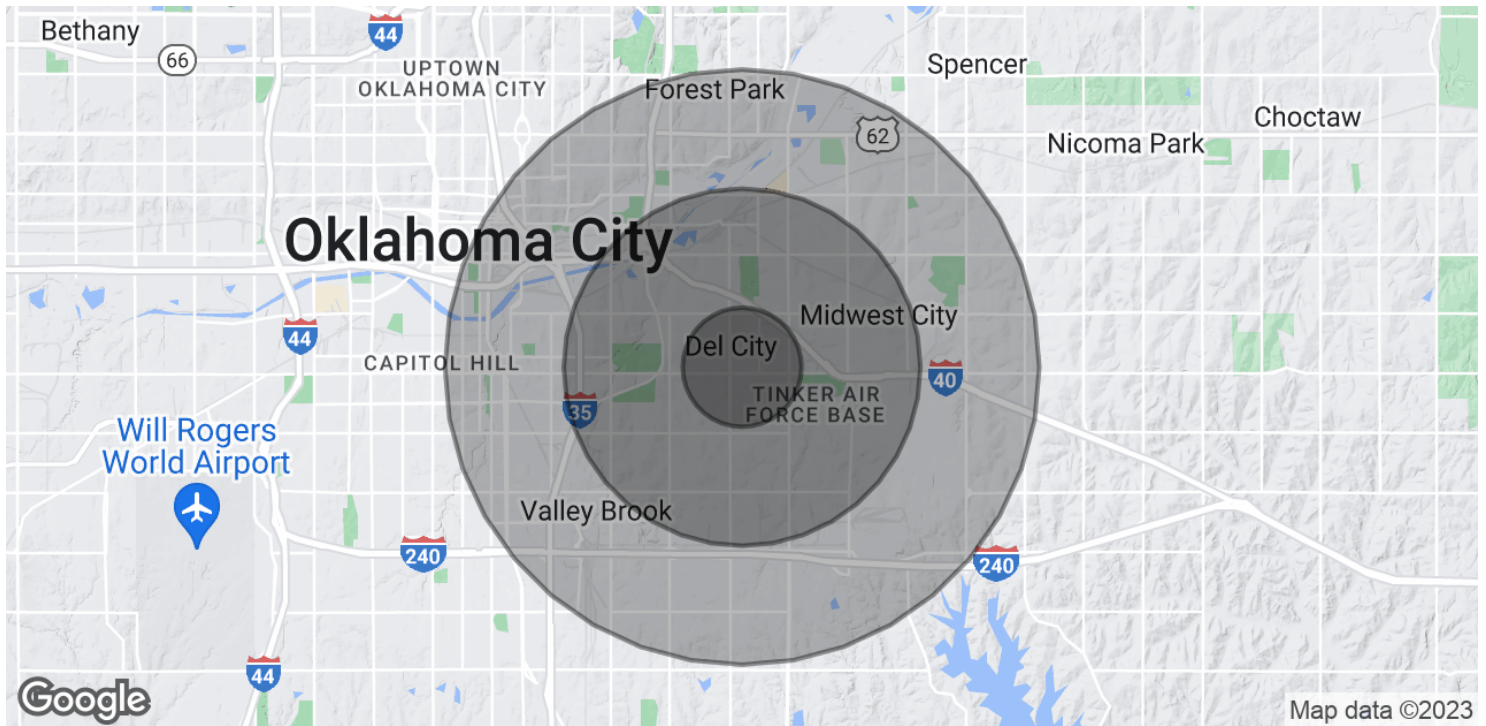 Bethany
44
66
UPTOWN
OKLAHOMA CITY
Forest Park
Spencer
62
Choctaw
Nicoma Park
Oklahoma City
Midwest City
44
Del City
CAPITOL HILL
40
TINKER AIR
FORCE BASE
35
Will Rogers
World Airport
Valley Brook
240
240
44
Google
Map data ©2023